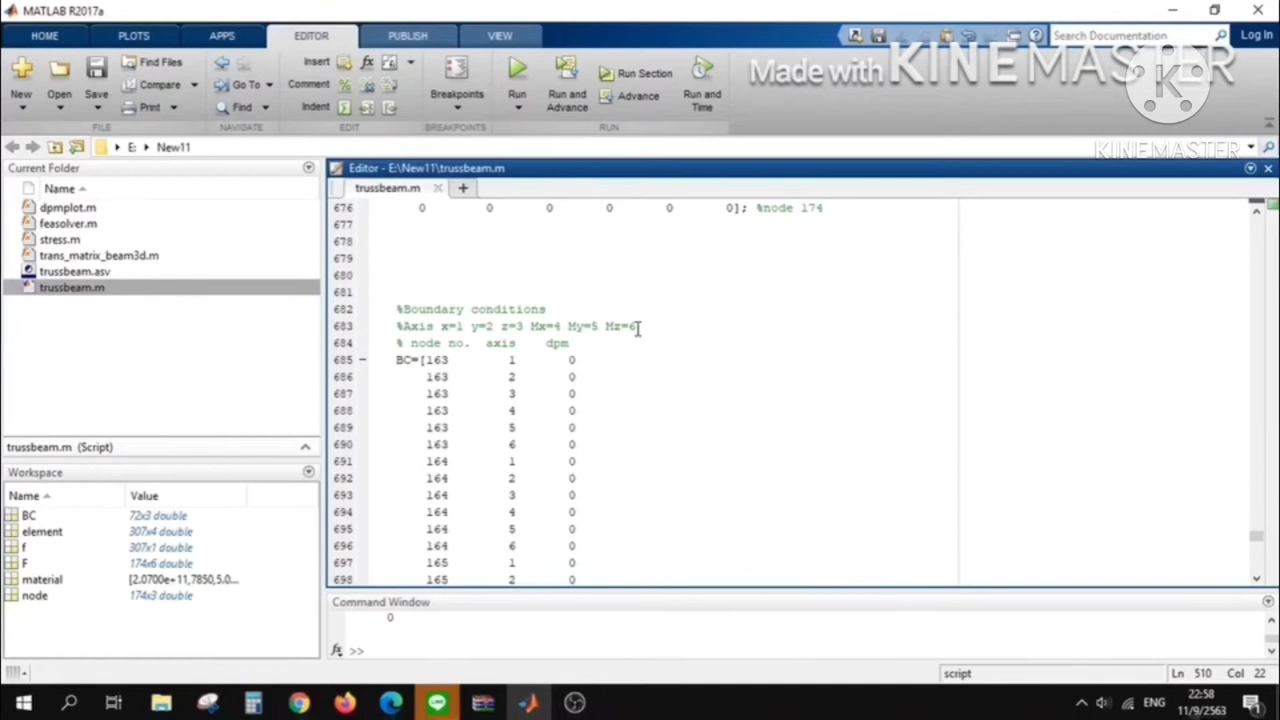 MATLAB R2017a
HOME PLOTS APPS EDITOR PUBLISH VIEW Search Documentation Log In
Made with KINEMASTER
K
KINEMASTER
New Open Save Find Files Compare Print
Go To Find
Insert Comment Indent
Breakpoints Run Run and Advance Run Section Advance Run and Time
FILE NAVIGATE EDIT BREAKPOINTS RUN
E: New11
Current Folder
Name
dpmplot.m
feasolver.m
stress.m
trans_matrix_beam3d.m
trussbeam.asv
trussbeam.m
trussbeam.m (Script)
Workspace
Name Value
BC 72x3 double
element 307x4 double
f 307x1 double
F 174x6 double
material [2.0700e+11,7850,5.0...
node 174x3 double
Editor - E:\New11\trussbeam.m
trussbeam.m
676 0 0 0 0 0 0]; %node 174
677
678
679
680
681
682 %Boundary conditions
683 %Axis x=1 y=2 z=3 Mx=4 My=5 Mz=6
684 % node no. axis dpm
685 – BC=[163 1 0
686 163 2 0
687 163 3 0
688 163 4 0
689 163 5 0
690 163 6 0
691 164 1 0
692 164 2 0
693 164 3 0
694 164 4 0
695 164 5 0
696 164 6 0
697 165 1 0
698 165 2 0
Command Window
0
fx >>
script Ln 510 Col 22
ENG 22:58
11/9/2563